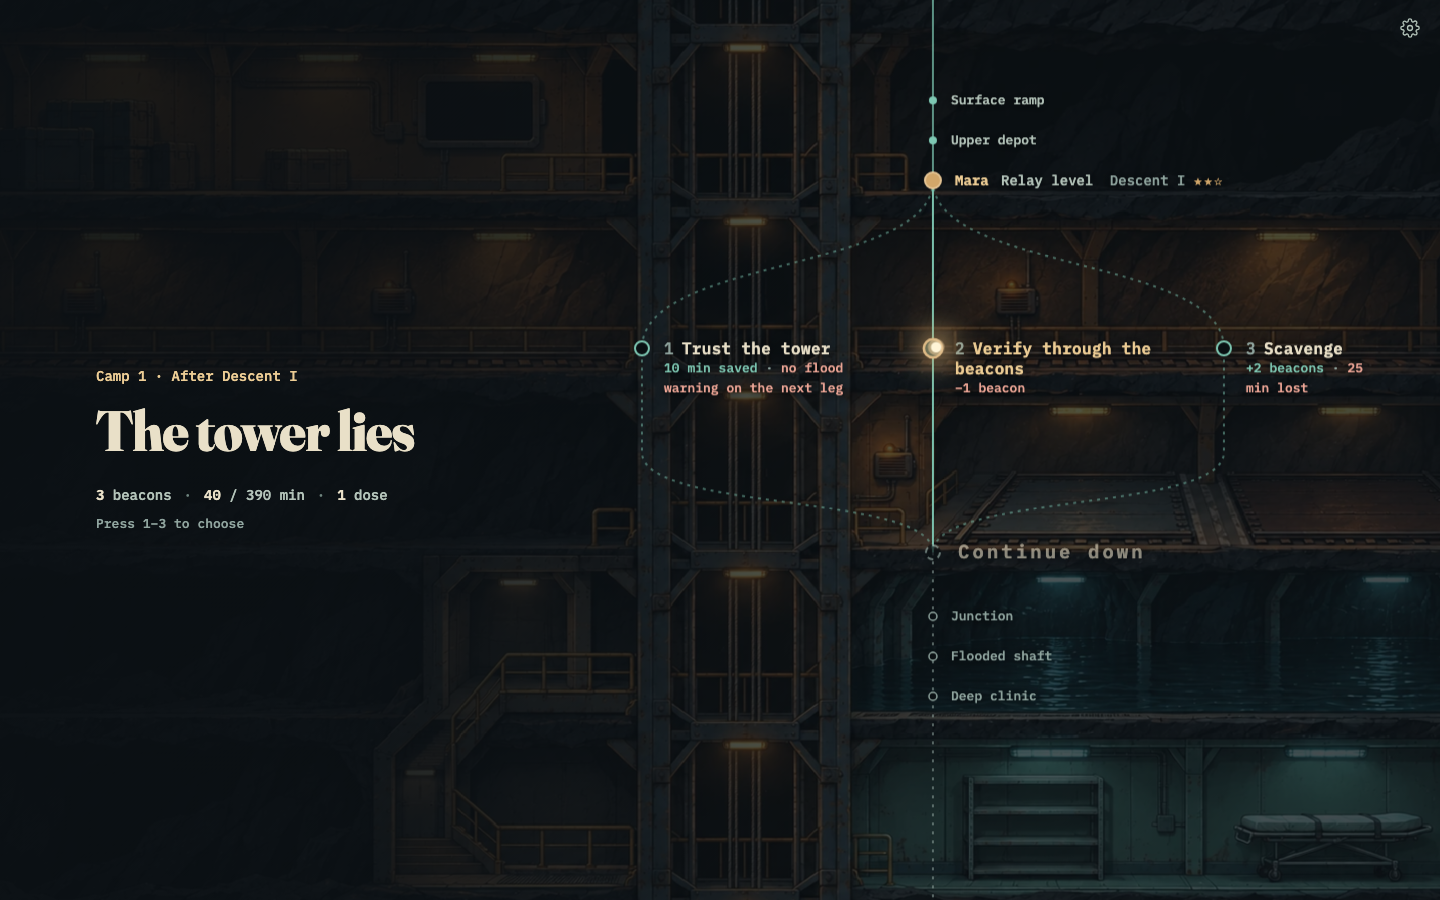 Surface ramp
Upper depot
Mara Relay level Descent I ★★☆
1 Trust the tower
10 min saved · no flood
warning on the next leg
2 Verify through the
beacons
−1 beacon
3 Scavenge
+2 beacons · 25
min lost
Camp 1 · After Descent I
The tower lies
3 beacons · 40 / 390 min · 1 dose
Press 1–3 to choose
Continue down
Junction
Flooded shaft
Deep clinic